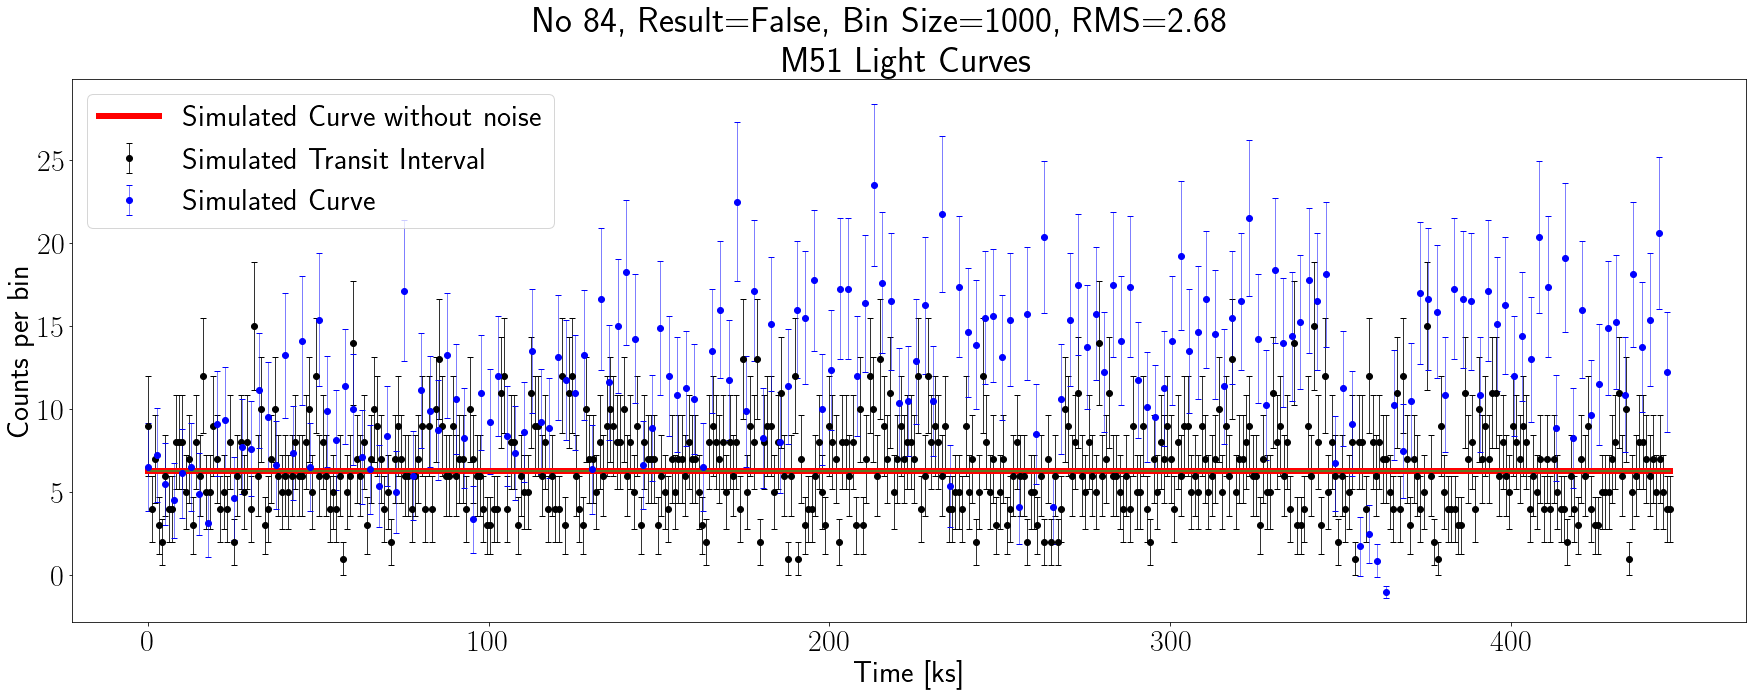 No 84, Result=False, Bin Size=1000, RMS=2.68
M51 Light Curves
Simulated Curve without noise
Simulated Transit Interval
Simulated Curve
Counts per bin
25
20
15
10
5
0
0 100 200 300 400
Time [ks]